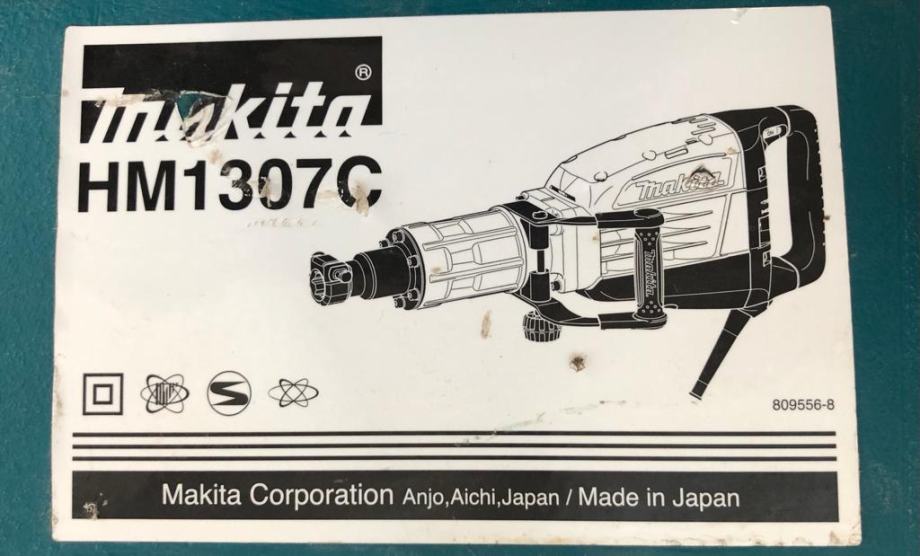 makita®
HM1307C
makita
makita
809556-8
Makita Corporation Anjo,Aichi,Japan / Made in Japan